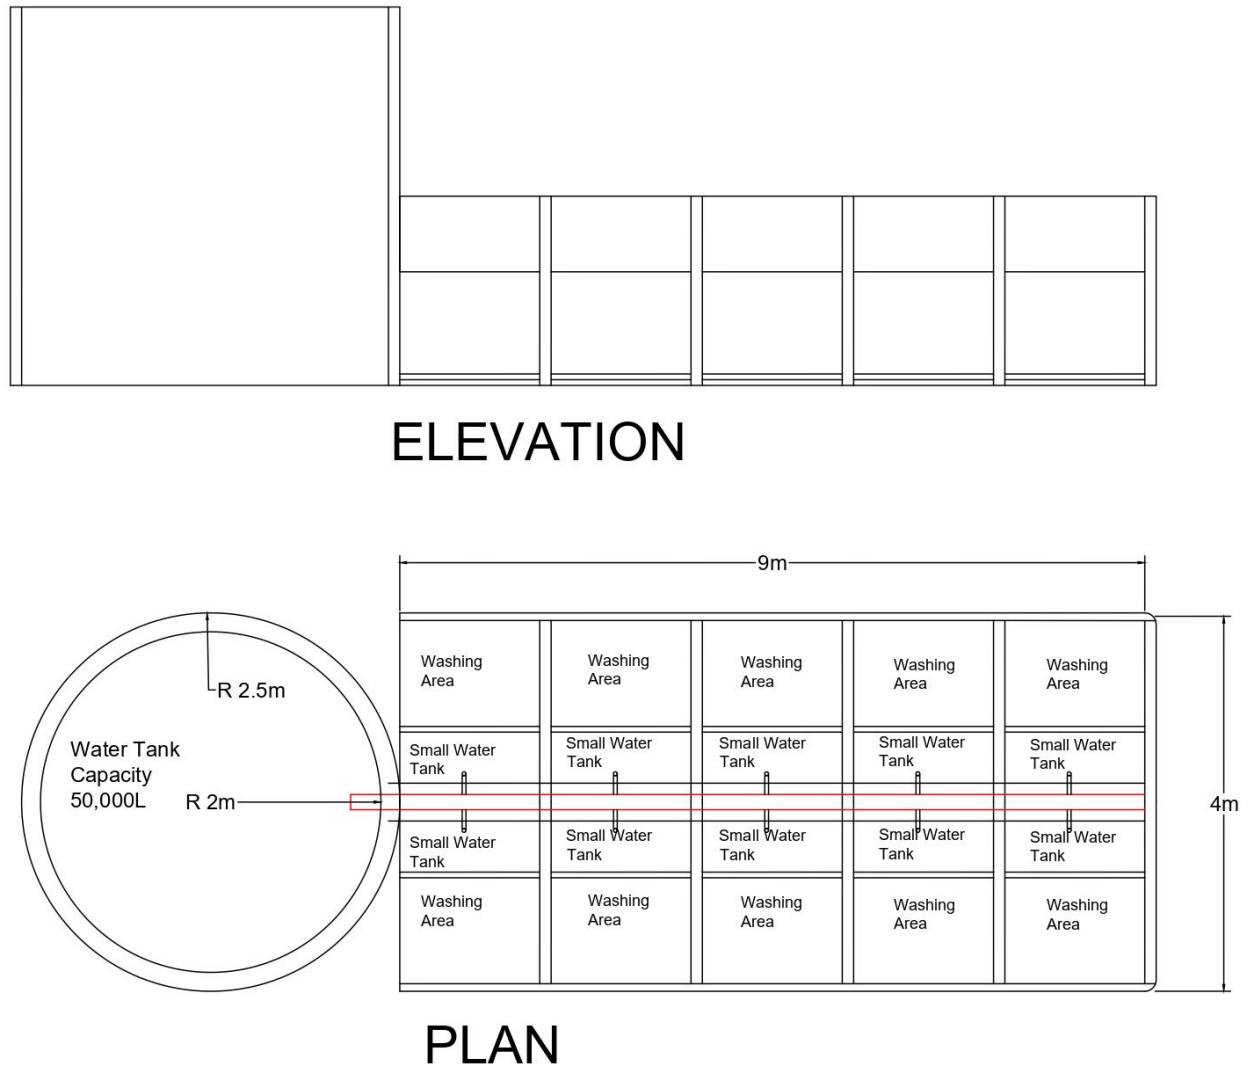 ELEVATION
9m
Washing
Area
Washing
Area
Washing
Area
Washing
Area
Washing
Area
R 2.5m
Water Tank
Capacity
50,000L
R 2m
Small Water
Tank
Small Water
Tank
Small Water
Tank
Small Water
Tank
Small Water
Tank
4m
Small Water
Tank
Small Water
Tank
Small Water
Tank
Small Water
Tank
Small Water
Tank
Washing
Area
Washing
Area
Washing
Area
Washing
Area
Washing
Area
PLAN